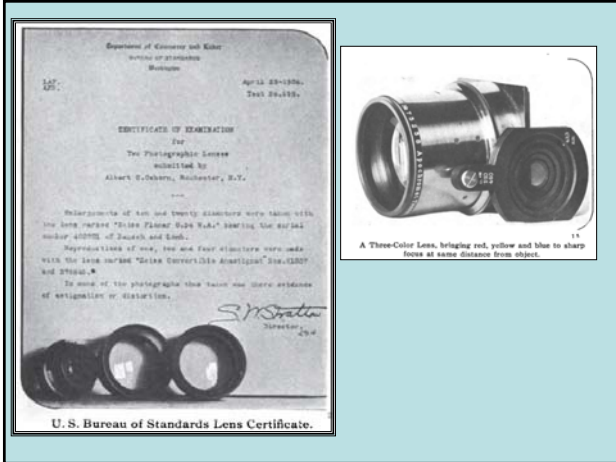 Department of Commerce and Labor
BUREAU OF STANDARDS
Washington
April 25-1906.
Test No.
CERTIFICATE OF EXAMINATION
for
Two Photographic Lenses
submitted by
Albert S. Osborn, Rochester, N.Y.
Enlargements of ten and twenty diameters were taken with
the lens marked "Zeiss Planar
bearing the serial
number
of Bausch and Lomb.
Reproductions of one, two and four diameters were made
with the lens marked "Zeiss Convertible Anastigmat"
and
In none of the photographs thus taken was there evidence
of astigmatism or distortion.
S. W. Stratton
Director.
U. S. Bureau of Standards Lens Certificate.
A Three-Color Lens, bringing red, yellow and blue to sharp
focus at same distance from object.